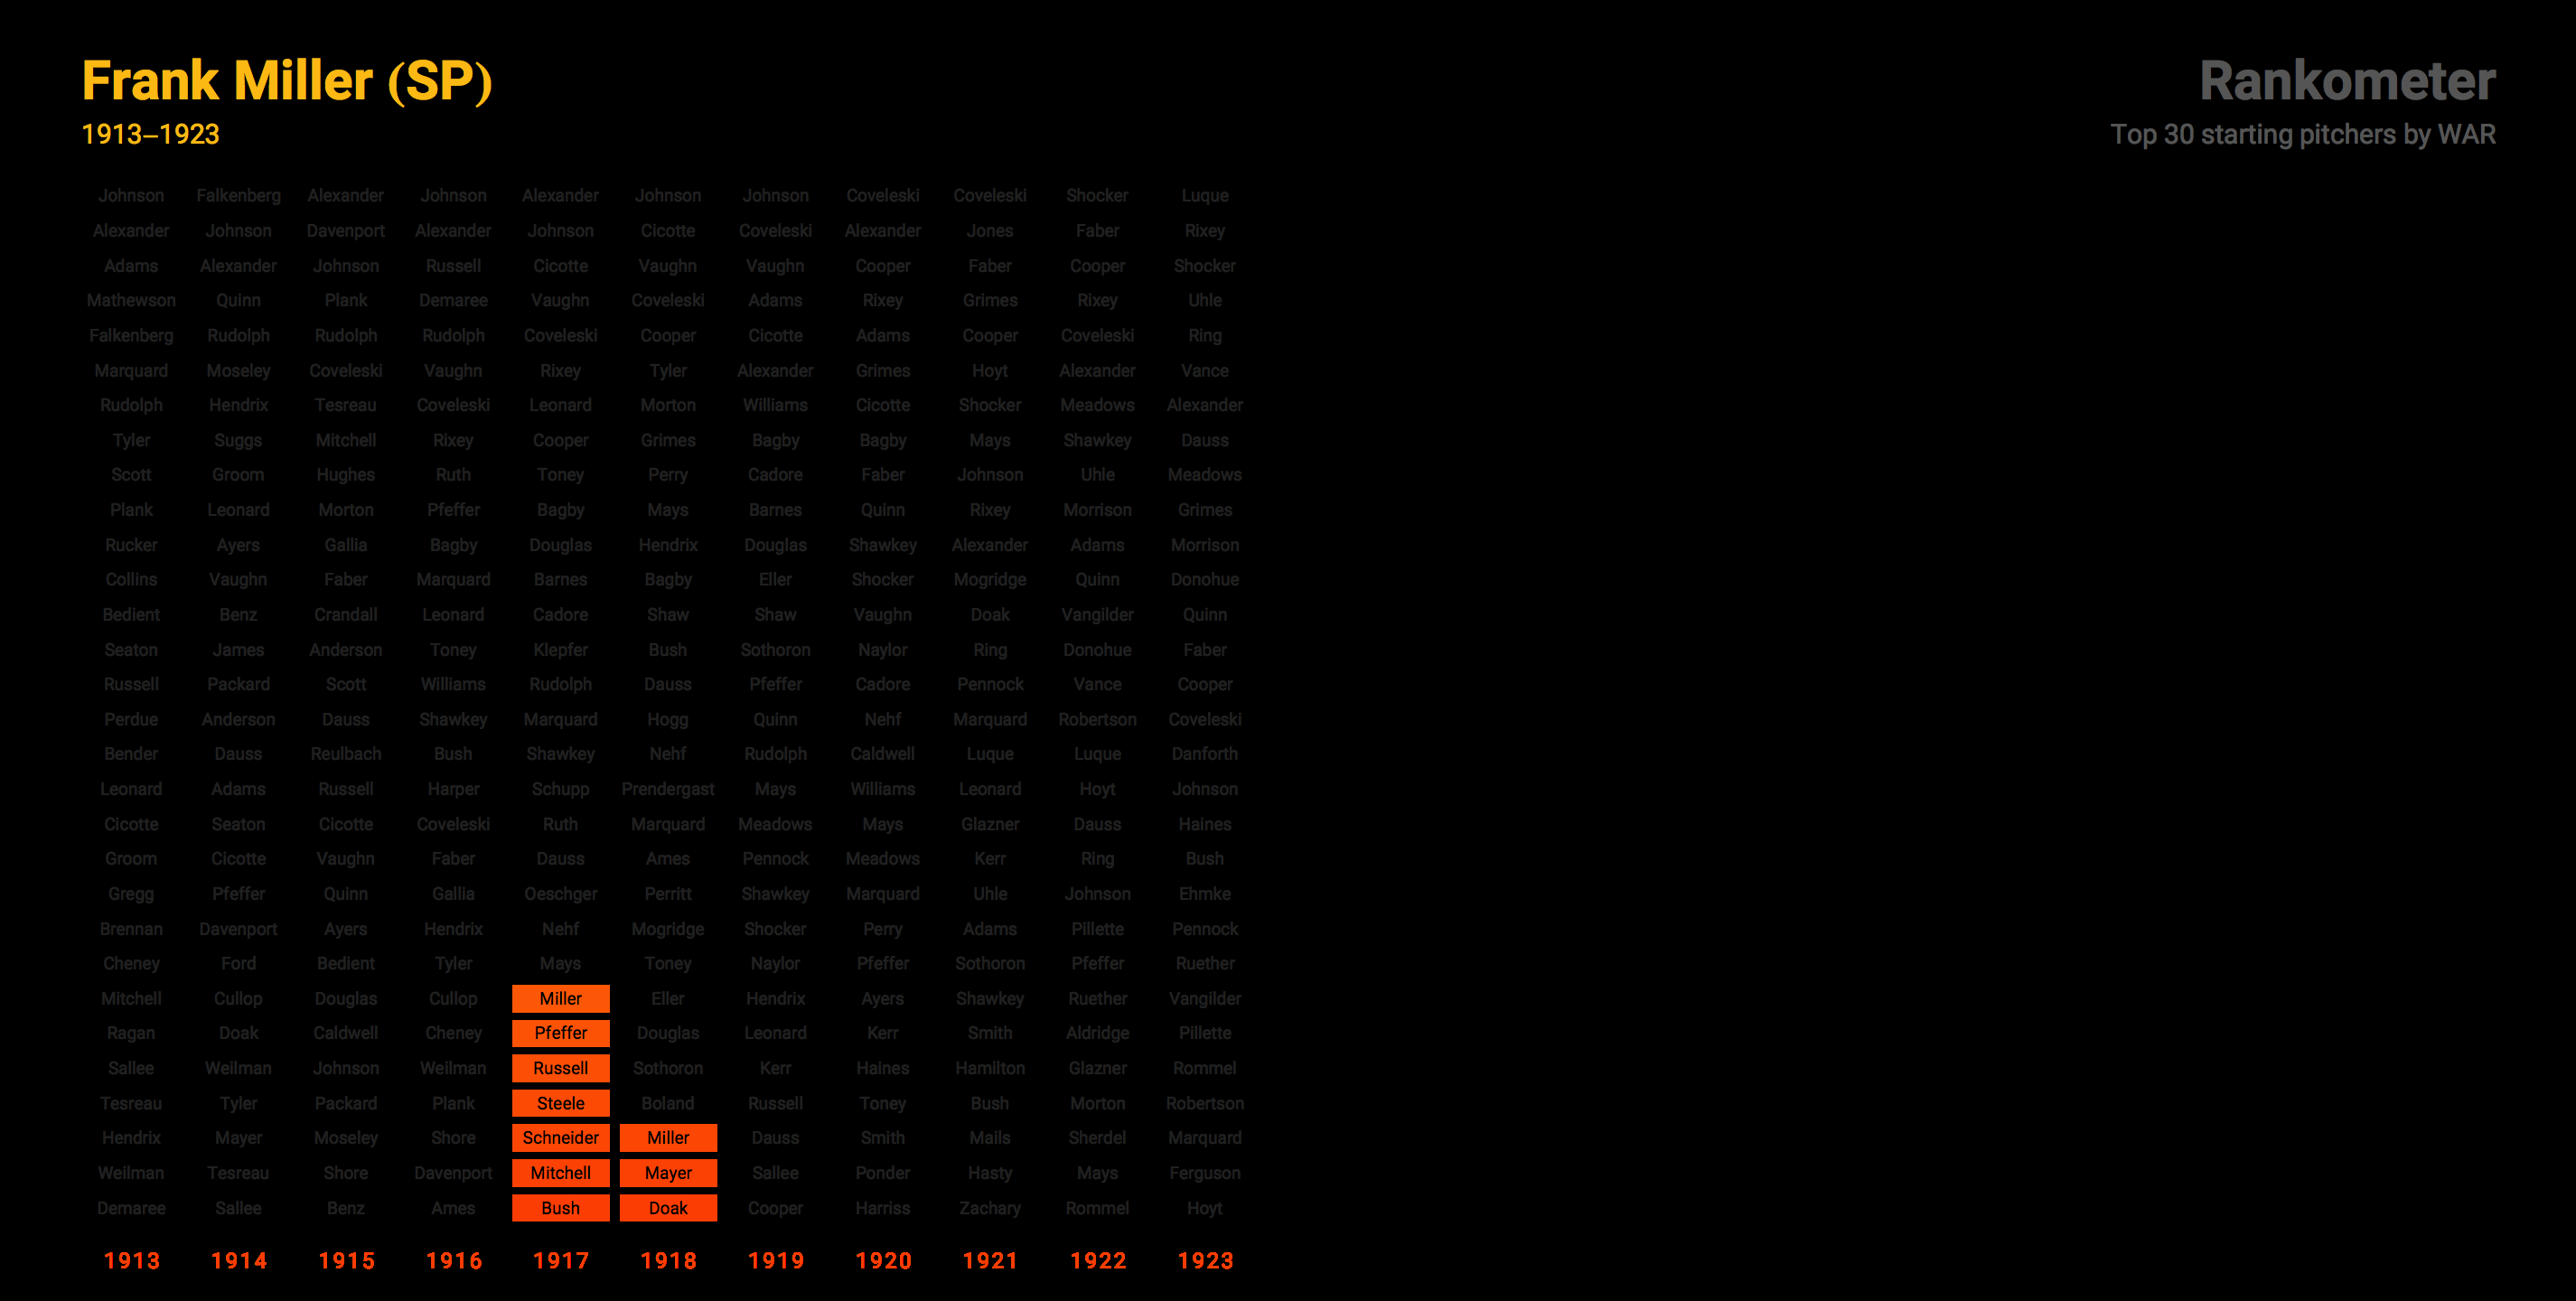 Frank Miller (SP)
1913–1923
Rankometer
Top 30 starting pitchers by WAR
Johnson Falkenberg Alexander Johnson Alexander Johnson Johnson Coveleski Coveleski Shocker Luque
Alexander Johnson Davenport Alexander Johnson Cicotte Coveleski Alexander Jones Faber Rixey
Adams Alexander Johnson Russell Cicotte Vaughn Vaughn Cooper Faber Cooper Shocker
Mathewson Quinn Plank Demaree Vaughn Coveleski Adams Rixey Grimes Rixey Uhle
Falkenberg Rudolph Rudolph Rudolph Coveleski Cooper Cicotte Adams Cooper Coveleski Ring
Marquard Moseley Coveleski Vaughn Rixey Tyler Alexander Grimes Hoyt Alexander Vance
Rudolph Hendrix Tesreau Coveleski Leonard Morton Williams Cicotte Shocker Meadows Alexander
Tyler Suggs Mitchell Rixey Cooper Grimes Bagby Bagby Mays Shawkey Dauss
Scott Groom Hughes Ruth Toney Perry Cadore Faber Johnson Uhle Meadows
Plank Leonard Morton Pfeffer Bagby Mays Barnes Quinn Rixey Morrison Grimes
Rucker Ayers Gallia Bagby Douglas Hendrix Douglas Shawkey Alexander Adams Morrison
Collins Vaughn Faber Marquard Barnes Bagby Eller Shocker Mogridge Quinn Donohue
Bedient Benz Crandall Leonard Cadore Shaw Shaw Vaughn Doak Vangilder Quinn
Seaton James Anderson Toney Klepfer Bush Sothoron Naylor Ring Donohue Faber
Russell Packard Scott Williams Rudolph Dauss Pfeffer Cadore Pennock Vance Cooper
Perdue Anderson Dauss Shawkey Marquard Hogg Quinn Nehf Marquard Robertson Coveleski
Bender Dauss Reulbach Bush Shawkey Nehf Rudolph Caldwell Luque Luque Danforth
Leonard Adams Russell Harper Schupp Prendergast Mays Williams Leonard Hoyt Johnson
Cicotte Seaton Cicotte Coveleski Ruth Marquard Meadows Mays Glazner Dauss Haines
Groom Cicotte Vaughn Faber Dauss Ames Pennock Meadows Kerr Ring Bush
Gregg Pfeffer Quinn Gallia Oeschger Perritt Shawkey Marquard Uhle Johnson Ehmke
Brennan Davenport Ayers Hendrix Nehf Mogridge Shocker Perry Adams Pillette Pennock
Cheney Ford Bedient Tyler Mays Toney Naylor Pfeffer Sothoron Pfeffer Ruether
Mitchell Cullop Douglas Cullop Miller Eller Hendrix Ayers Shawkey Ruether Vangilder
Ragan Doak Caldwell Cheney Pfeffer Douglas Leonard Kerr Smith Aldridge Pillette
Sallee Weilman Johnson Weilman Russell Sothoron Kerr Haines Hamilton Glazner Rommel
Tesreau Tyler Packard Plank Steele Boland Russell Toney Bush Morton Robertson
Hendrix Mayer Moseley Shore Schneider Miller Dauss Smith Mails Sherdel Marquard
Weilman Tesreau Shore Davenport Mitchell Mayer Sallee Ponder Hasty Mays Ferguson
Demaree Sallee Benz Ames Bush Doak Cooper Harriss Zachary Rommel Hoyt
1913 1914 1915 1916 1917 1918 1919 1920 1921 1922 1923